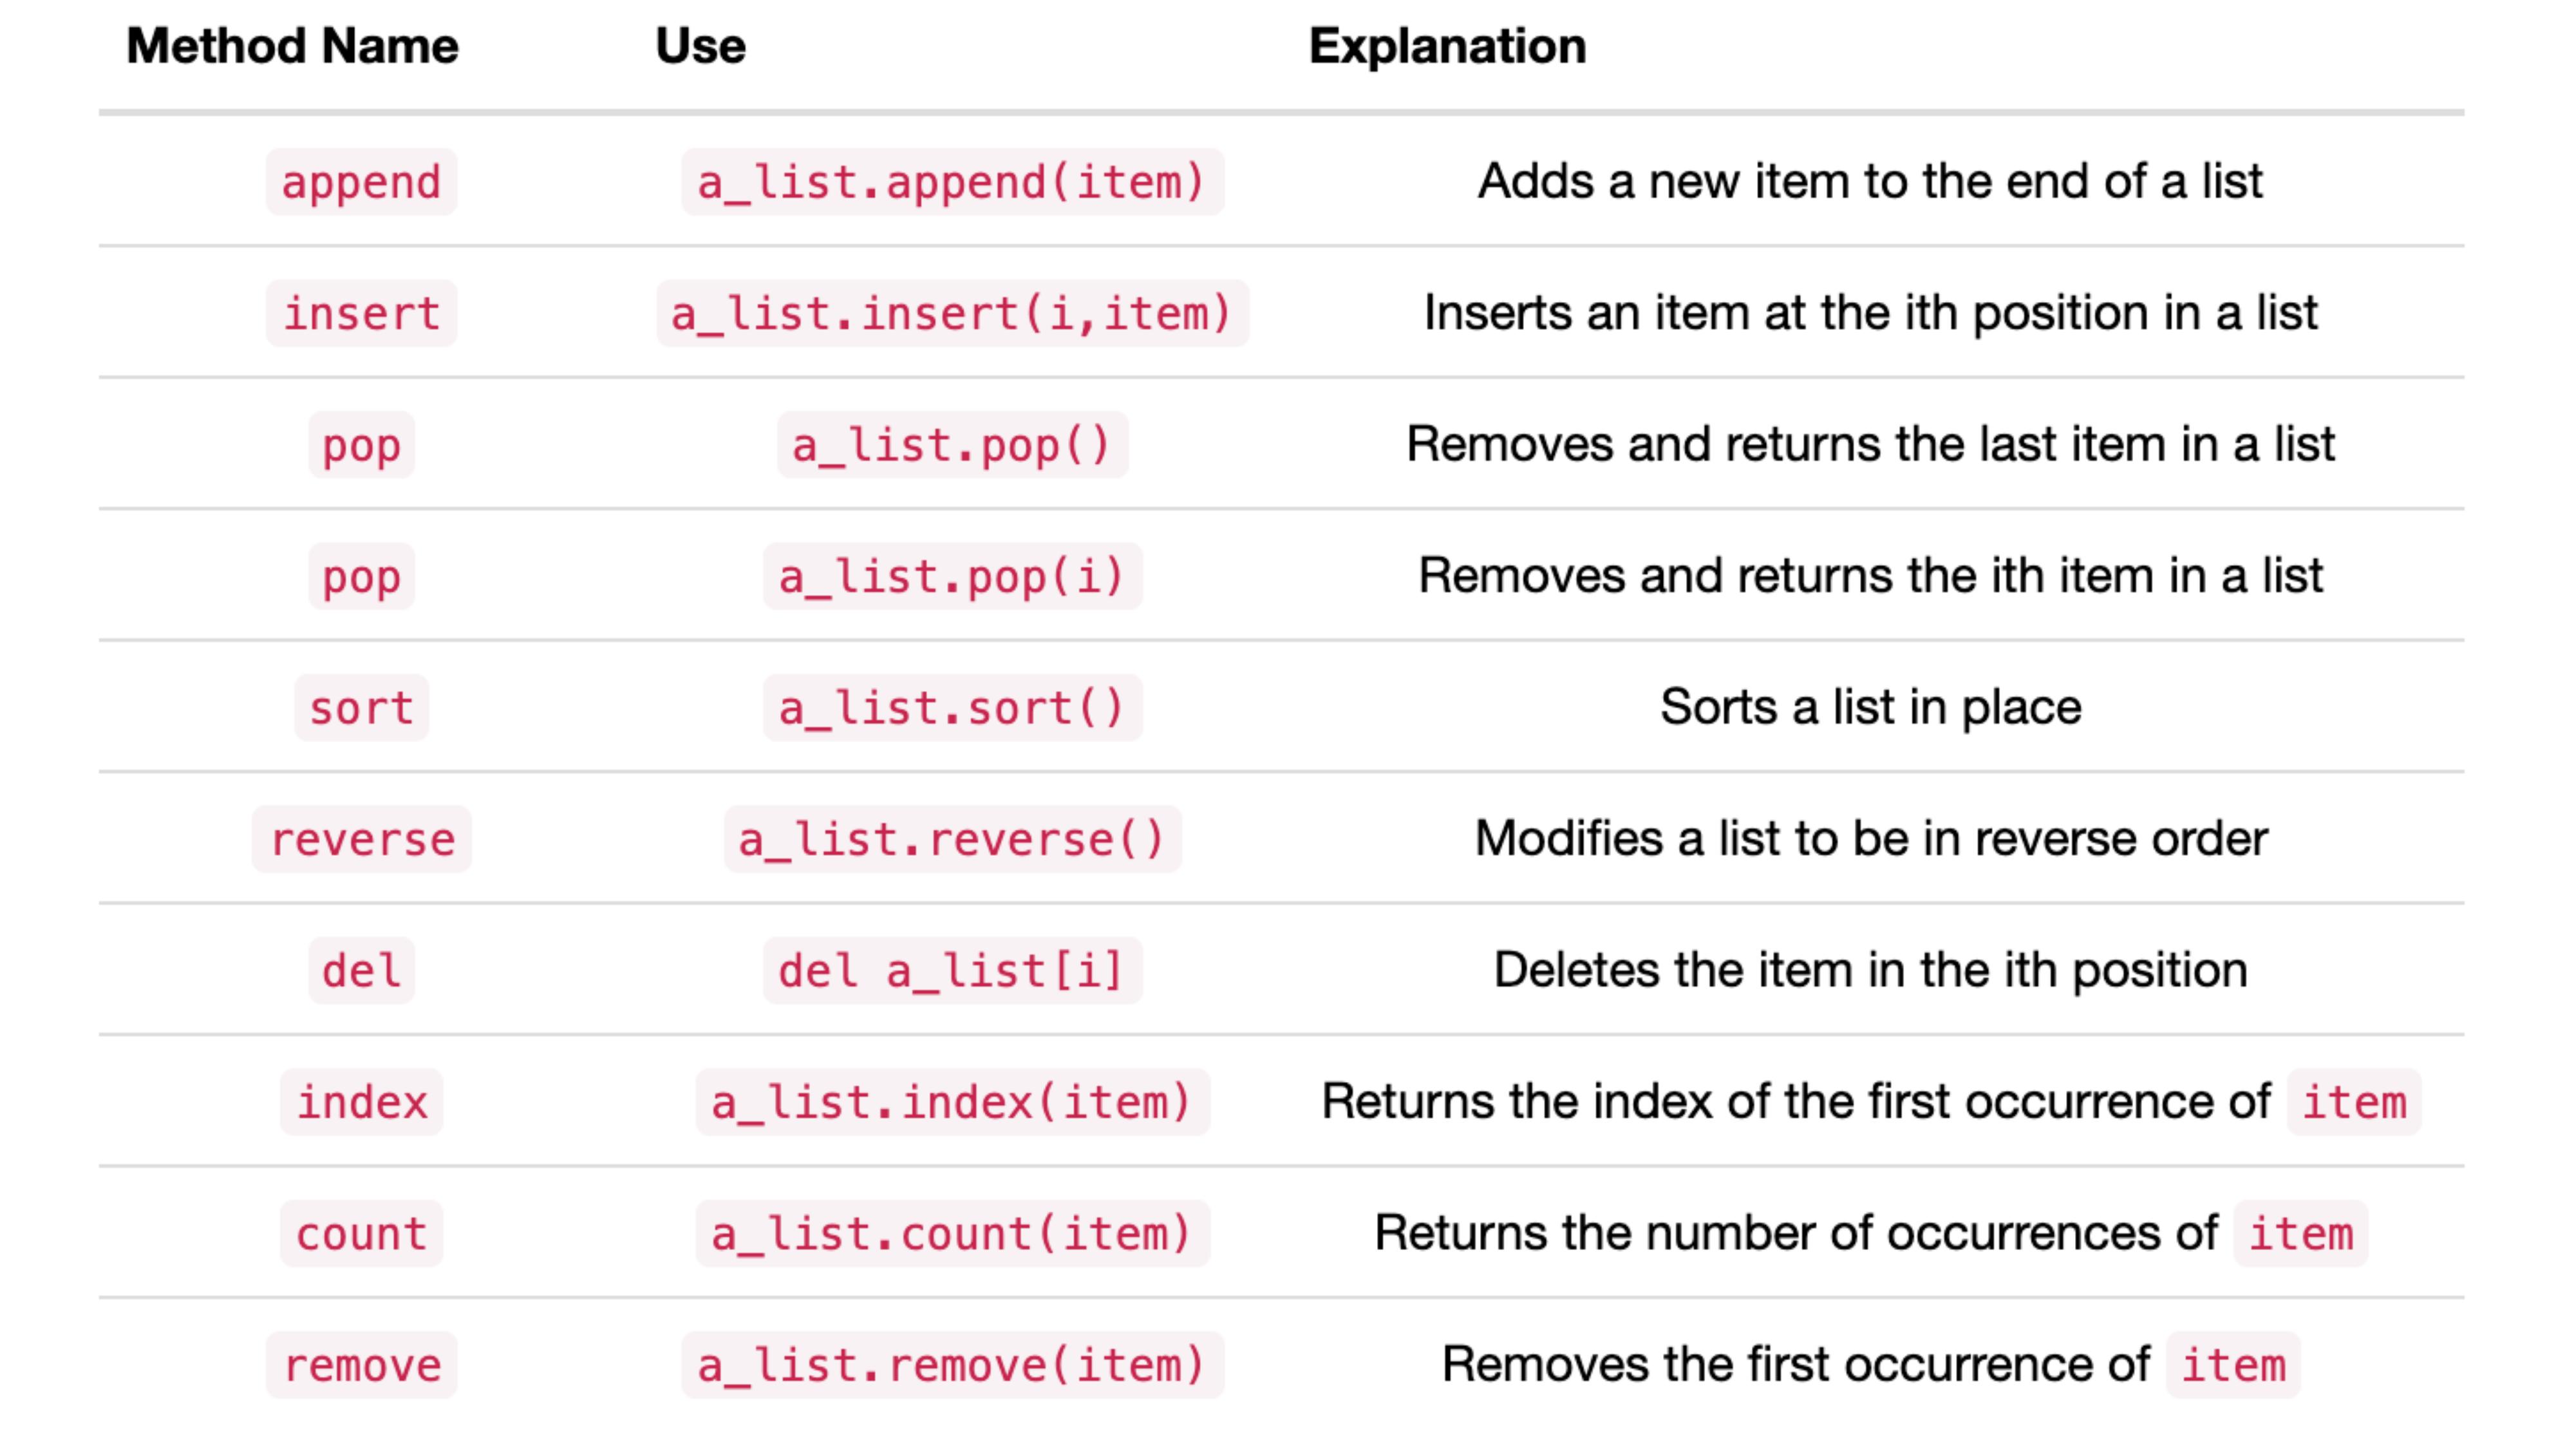 Method Name Use Explanation
append a_list.append(item) Adds a new item to the end of a list
insert a_list.insert(i,item) Inserts an item at the ith position in a list
pop a_list.pop() Removes and returns the last item in a list
pop a_list.pop(i) Removes and returns the ith item in a list
sort a_list.sort() Sorts a list in place
reverse a_list.reverse() Modifies a list to be in reverse order
del del a_list[i] Deletes the item in the ith position
index a_list.index(item) Returns the index of the first occurrence of item
count a_list.count(item) Returns the number of occurrences of item
remove a_list.remove(item) Removes the first occurrence of item